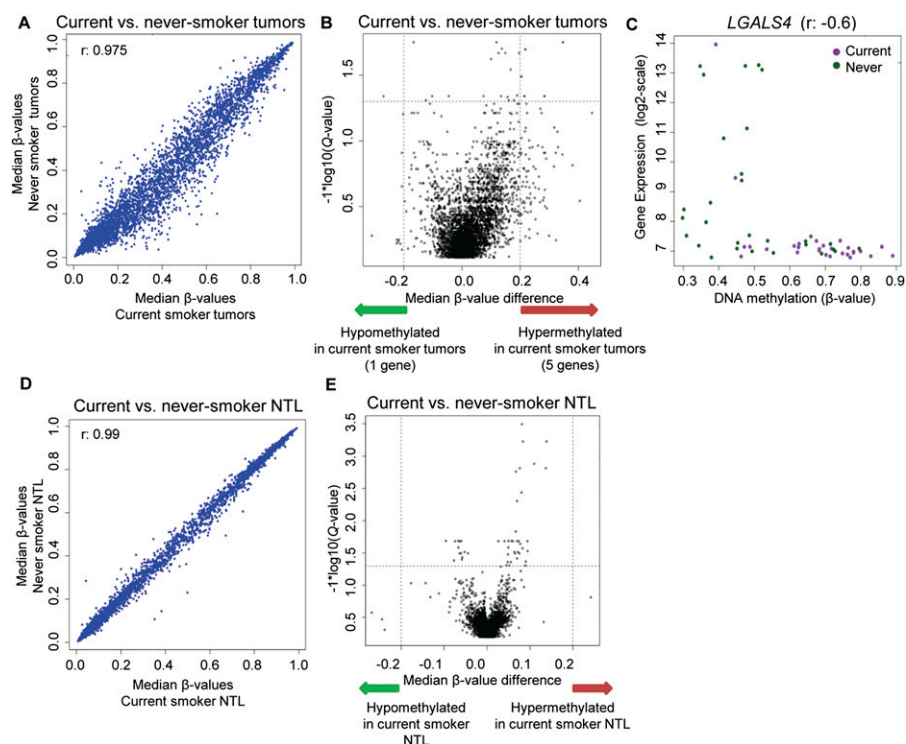 A
Current vs. never-smoker tumors
r: 0.975
Median β-values
Never smoker tumors
1.0
0.8
0.6
0.4
0.2
0.0
0.0 0.2 0.4 0.6 0.8 1.0
Median β-values
Current smoker tumors
B
Current vs. never-smoker tumors
-1*log10(Q-value)
1.5
1.0
0.5
-0.2 0.0 0.2 0.4
Median β-value difference
Hypomethylated
in current smoker tumors
(1 gene)
Hypermethylated
in current smoker tumors
(5 genes)
C
LGALS4 (r: -0.6)
Current
Never
Gene Expression (log2-scale)
14
13
12
11
10
9
8
7
0.3 0.4 0.5 0.6 0.7 0.8 0.9
DNA methylation (β-value)
D
Current vs. never-smoker NTL
r: 0.99
Median β-values
Never smoker NTL
1.0
0.8
0.6
0.4
0.2
0.0
0.0 0.2 0.4 0.6 0.8 1.0
Median β-values
Current smoker NTL
E
Current vs. never-smoker NTL
-1*log10(Q-value)
3.5
3.0
2.5
2.0
1.5
1.0
0.5
-0.2 -0.1 0.0 0.1 0.2
Median β-value difference
Hypomethylated
in current smoker
NTL
Hypermethylated
in current smoker NTL